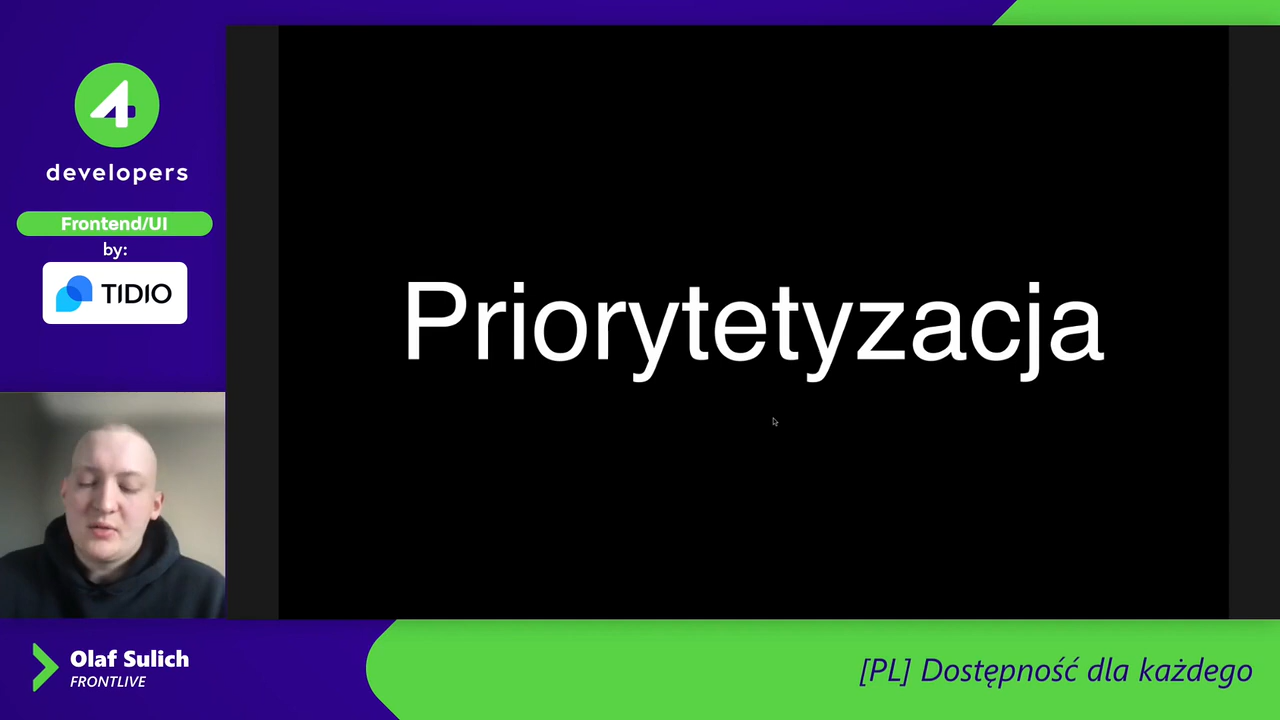 4
developers
Frontend/UI
by:
TIDIO
Priorytetyzacja
Olaf Sulich
FRONTLIVE
[PL] Dostępność dla każdego